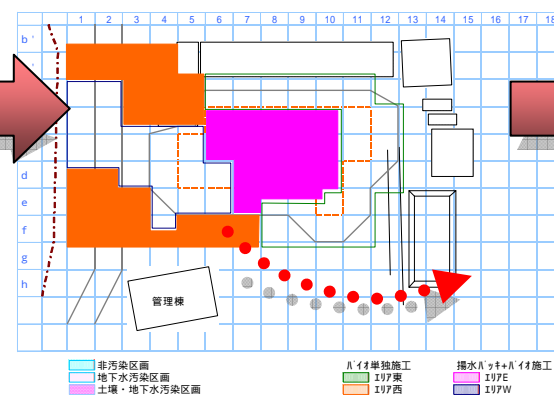 1 2 3 4 5 6 7 8 9 10 11 12 13 14 15 16 17 18
b'
d
e
f
g
h
管理棟
非汚染区画
地下水汚染区画
土壌・地下水汚染区画
バイオ単独施工
エリア東
エリア西
揚水バッキ+バイオ施工
エリアE
エリアW